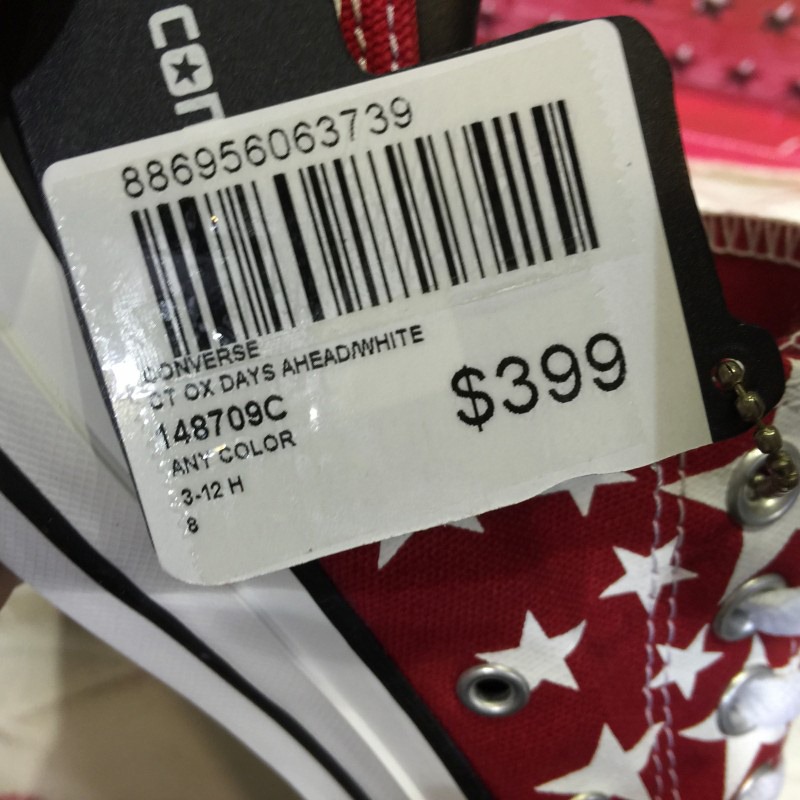 CON
886956063739
CONVERSE
CT OX DAYS AHEAD/WHITE
148709C
$399
ANY COLOR
3-12 H
8